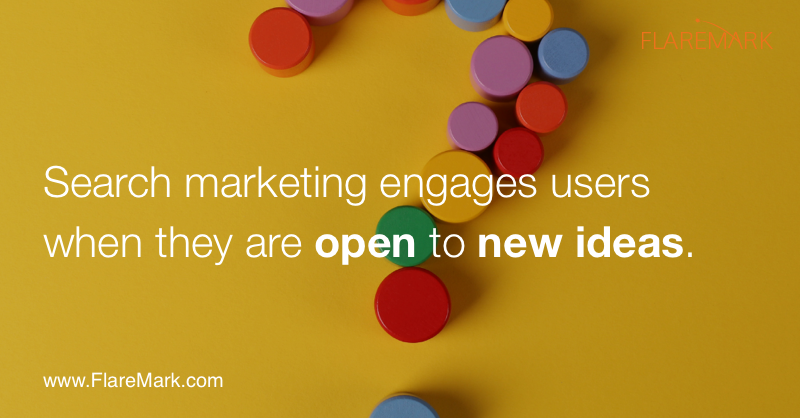 FLAREMARK
Search marketing engages users
when they are open to new ideas.
www.FlareMark.com